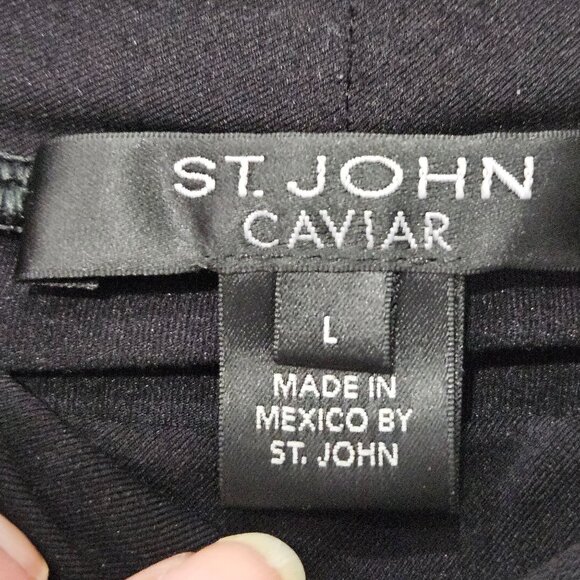 ST. JOHN
CAVIAR
L
MADE IN
MEXICO BY
ST. JOHN